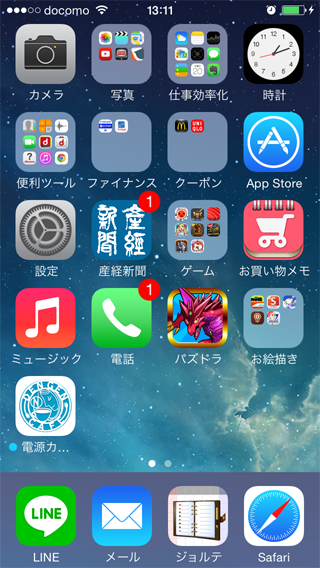 docomo 13:11
カメラ 写真 仕事効率化 時計
便利ツール ファイナンス クーポン App Store
1 1
設定 産経新聞 ゲーム お買い物メモ
ミュージック 電話 パズドラ お絵描き
DENGEN CAFE
電源カ...
LINE
LINE メール ジョルテ Safari